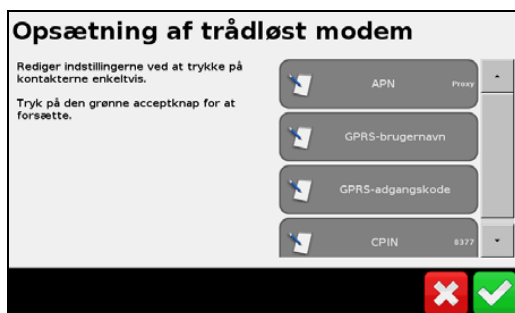 Opsætning af trådløst modem
Rediger indstillingerne ved at trykke på
kontakterne enkeltvis.
Tryk på den grønne acceptknap for at
forsætte.
APN Proxy
GPRS-brugernavn
GPRS-adgangskode
CPIN 8377